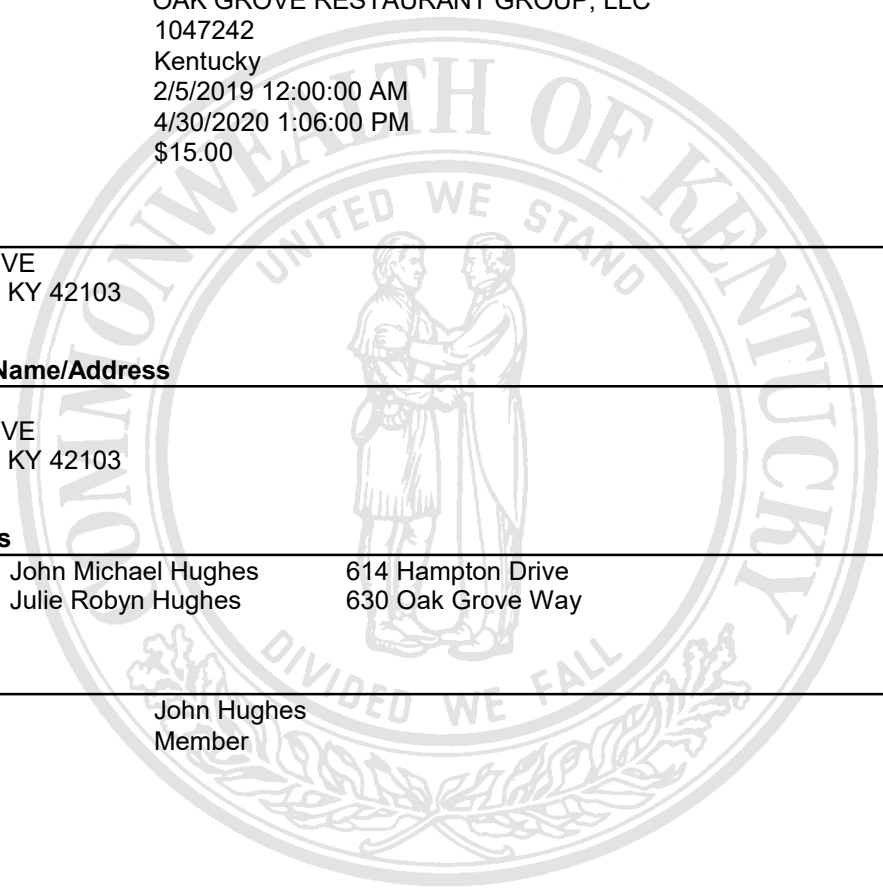 OAK GROVE RESTAURANT GROUP, LLC
1047242
Kentucky
2/5/2019 12:00:00 AM
4/30/2020 1:06:00 PM
$15.00
VE
KY 42103
Name/Address
VE
KY 42103
s
John Michael Hughes 614 Hampton Drive
Julie Robyn Hughes 630 Oak Grove Way
John Hughes
Member
COMMONWEALTH OF KENTUCKY
UNITED WE STAND
DIVIDED WE FALL